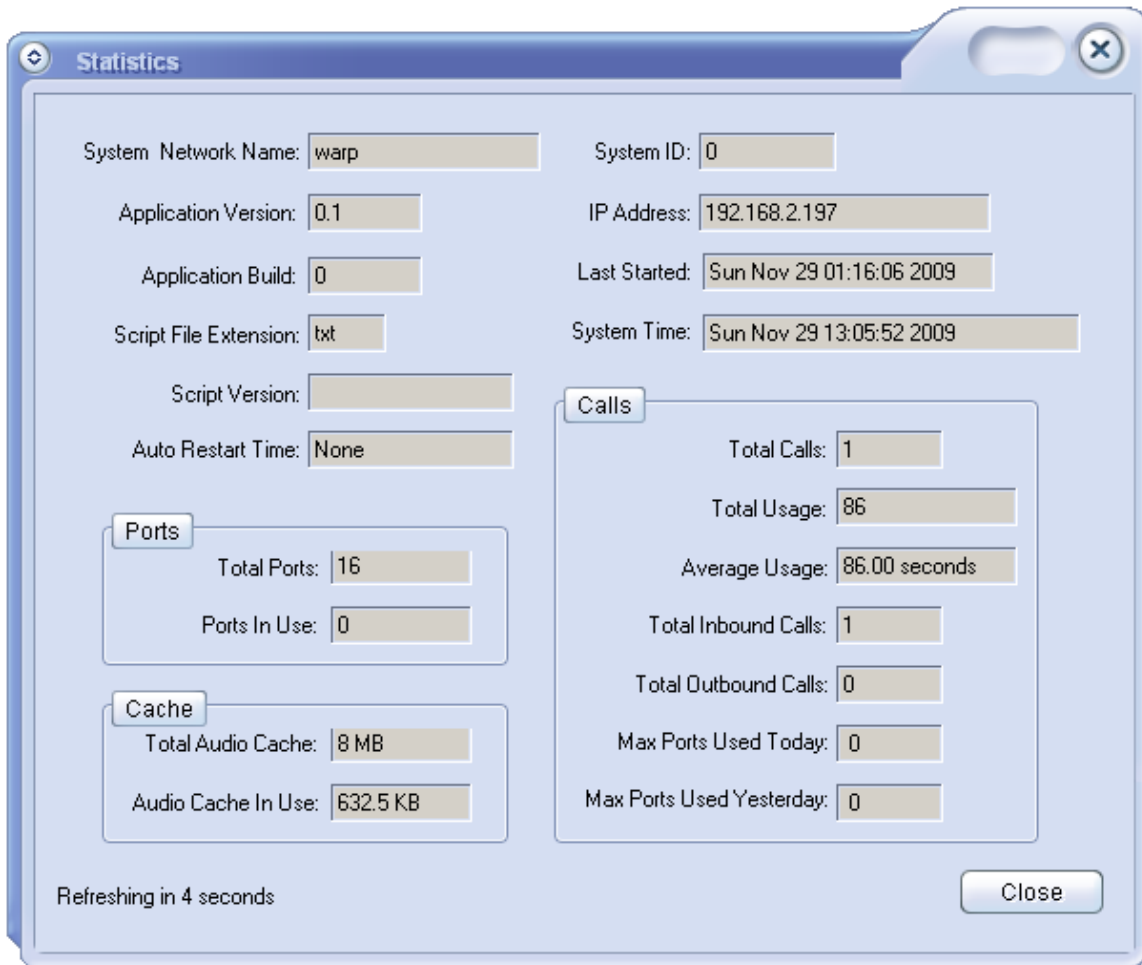 Statistics
System Network Name: warp
System ID: 0
Application Version: 0.1
IP Address: 192.168.2.197
Application Build: 0
Last Started: Sun Nov 29 01:16:06 2009
Script File Extension: txt
System Time: Sun Nov 29 13:05:52 2009
Script Version:
Auto Restart Time: None
Ports
Total Ports: 16
Ports In Use: 0
Cache
Total Audio Cache: 8 MB
Audio Cache In Use: 632.5 KB
Calls
Total Calls: 1
Total Usage: 86
Average Usage: 86.00 seconds
Total Inbound Calls: 1
Total Outbound Calls: 0
Max Ports Used Today: 0
Max Ports Used Yesterday: 0
Refreshing in 4 seconds
Close